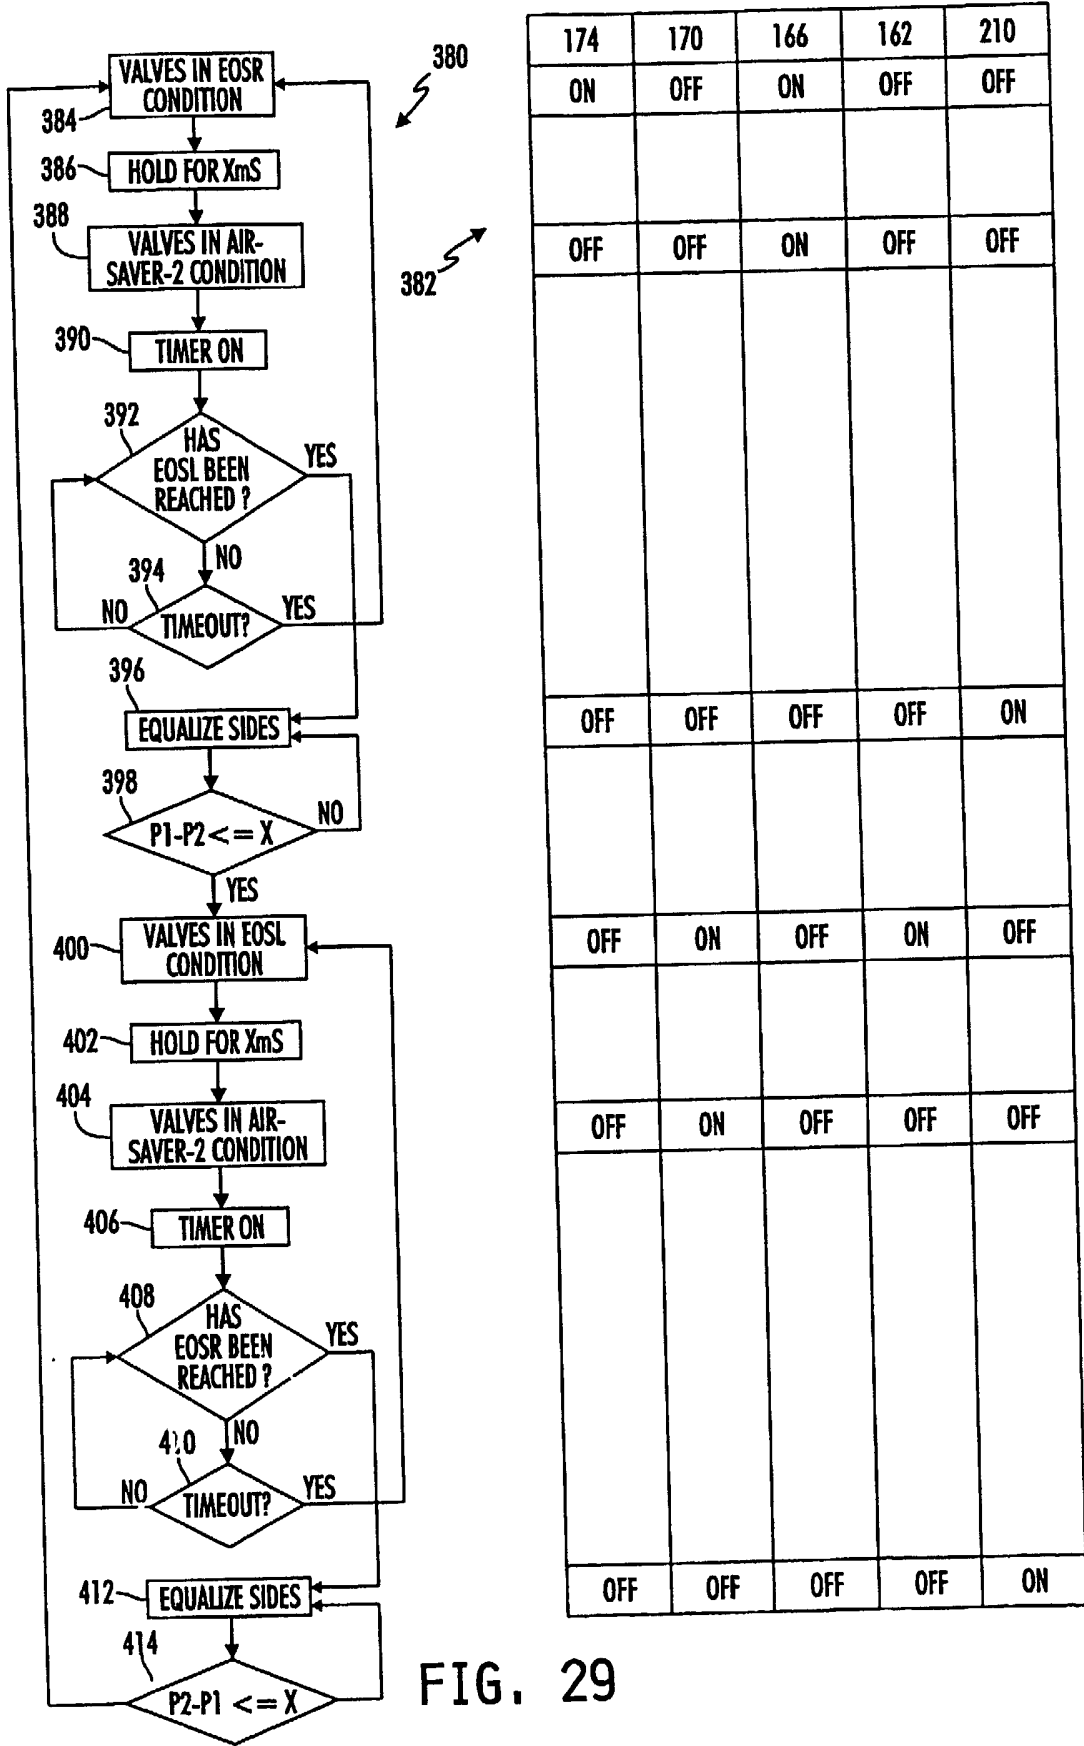 VALVES IN EOSR
CONDITION
384
380
386
HOLD FOR XmS
388
VALVES IN AIR-
SAVER-2 CONDITION
382
390
TIMER ON
392
HAS
EOSL BEEN
REACHED ?
YES
NO
394
NO
TIMEOUT?
YES
396
EQUALIZE SIDES
398
P1-P2 <= X
NO
YES
400
VALVES IN EOSL
CONDITION
402
HOLD FOR XmS
404
VALVES IN AIR-
SAVER-2 CONDITION
406
TIMER ON
408
HAS
EOSR BEEN
REACHED ?
YES
NO
410
NO
TIMEOUT?
YES
412
EQUALIZE SIDES
414
P2-P1 <= X
174 170 166 162 210
ON OFF ON OFF OFF
OFF OFF ON OFF OFF
OFF OFF OFF OFF ON
OFF ON OFF ON OFF
OFF ON OFF OFF OFF
OFF OFF OFF OFF ON
FIG. 29